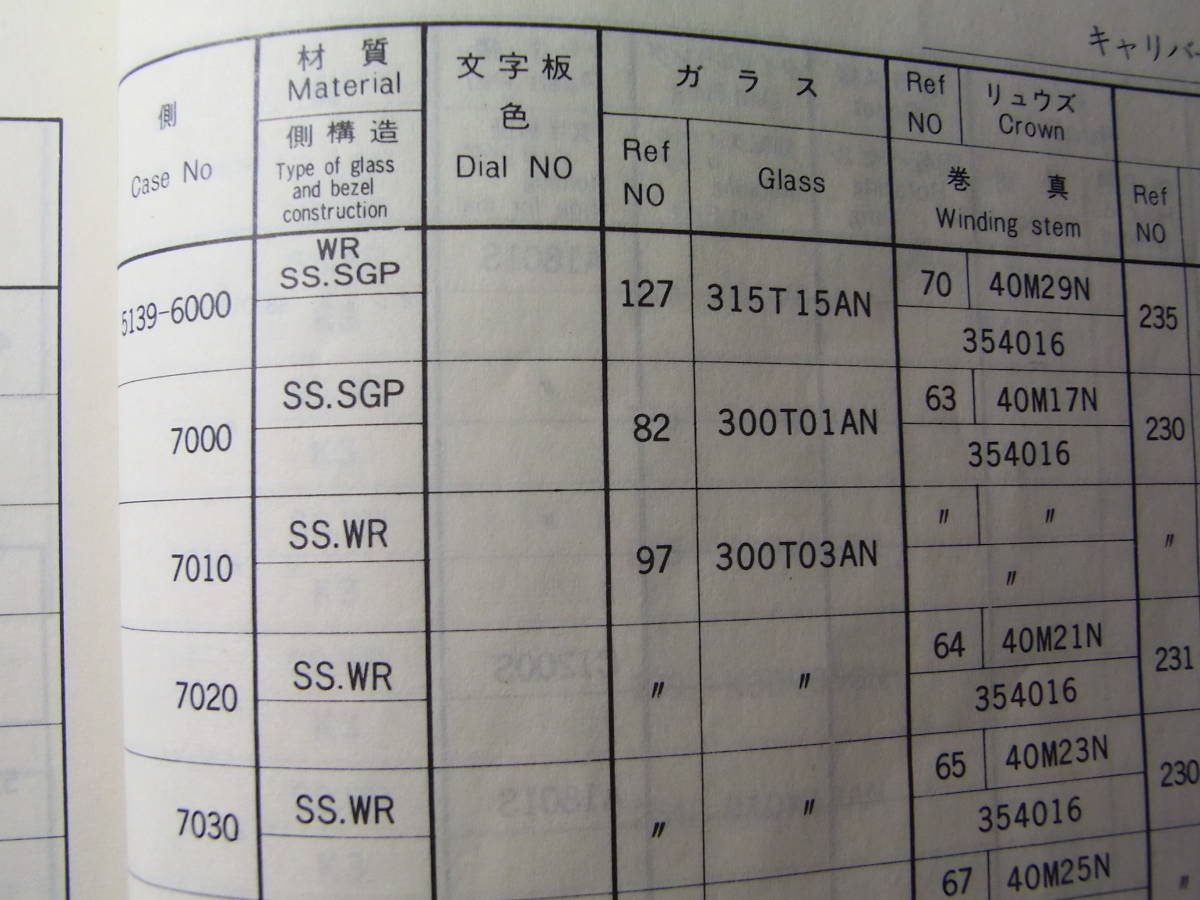 キャリバー
側
Case No
材質
Material
側構造
Type of glass
and bezel
construction
文字板
色
Dial NO
ガラス
Ref
NO
Glass
Ref
NO
リュウズ
Crown
巻真
Winding stem
Ref
NO
5139-6000
WR
SS.SGP
127
315T15AN
70
40M29N
354016
235
7000
SS.SGP
82
300T01AN
63
40M17N
354016
230
7010
SS.WR
97
300T03AN
〃
〃
〃
〃
7020
SS.WR
〃
〃
64
40M21N
354016
231
7030
SS.WR
〃
〃
65
40M23N
354016
230
67
40M25N
〃